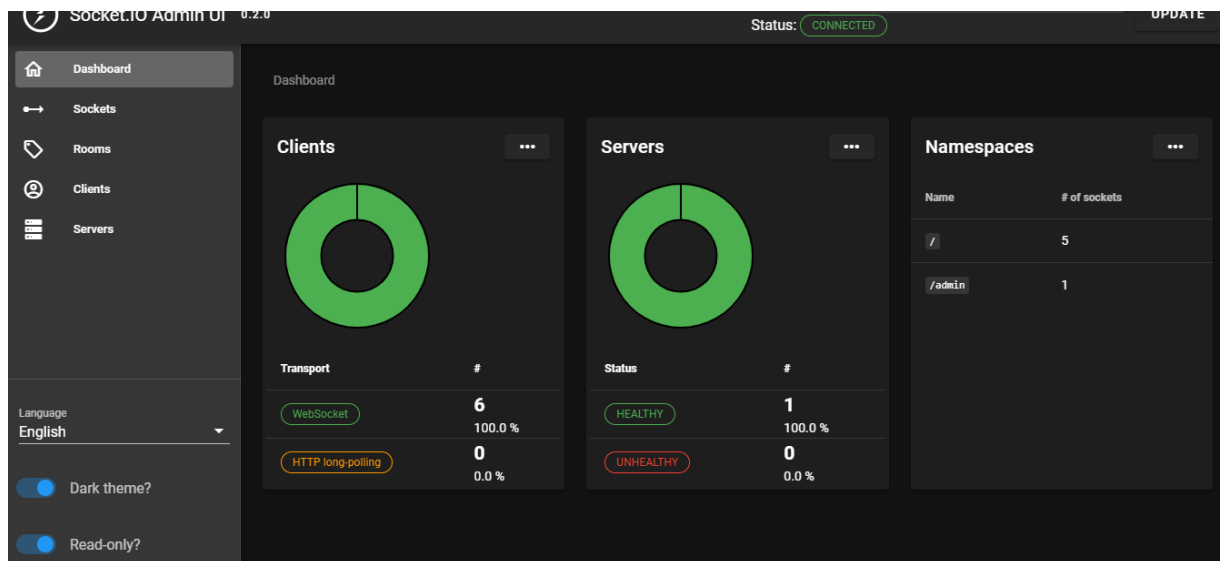 Socket.IO Admin UI 0.2.0
Status: CONNECTED
UPDATE
Dashboard
Sockets
Rooms
Clients
Servers
Language
English
Dark theme?
Read-only?
Dashboard
Clients
•••
Transport #
WebSocket 6
100.0 %
HTTP long-polling 0
0.0 %
Servers
•••
Status #
HEALTHY 1
100.0 %
UNHEALTHY 0
0.0 %
Namespaces
•••
Name # of sockets
/ 5
/admin 1